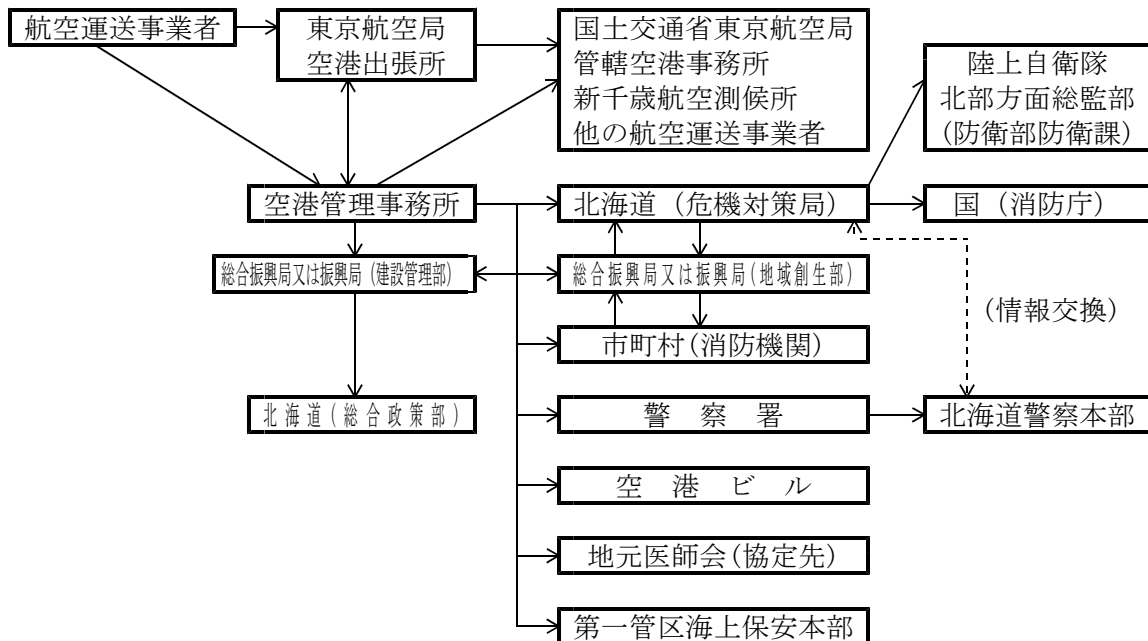 航空運送事業者
東京航空局
空港出張所
国土交通省東京航空局
管轄空港事務所
新千歳航空測候所
他の航空運送事業者
陸上自衛隊
北部方面総監部
(防衛部防衛課)
空港管理事務所
北海道(危機対策局)
国(消防庁)
総合振興局又は振興局(建設管理部)
総合振興局又は振興局(地域創生部)
(情報交換)
市町村(消防機関)
北海道(総合政策部)
警察署
北海道警察本部
空港ビル
地元医師会(協定先)
第一管区海上保安本部